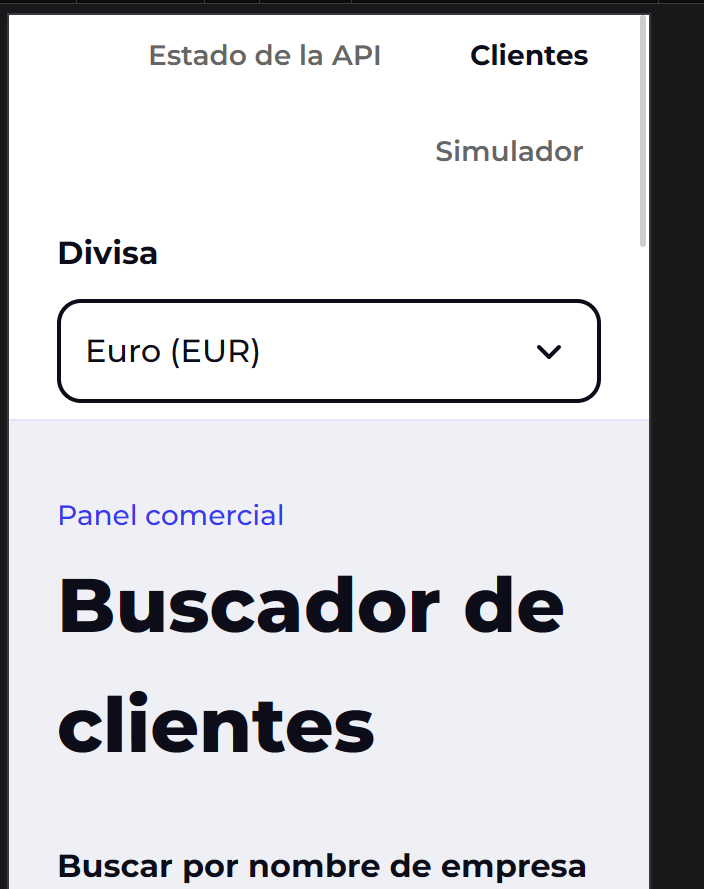 Estado de la API Clientes
Simulador
Divisa
Euro (EUR)
Panel comercial
Buscador de
clientes
Buscar por nombre de empresa